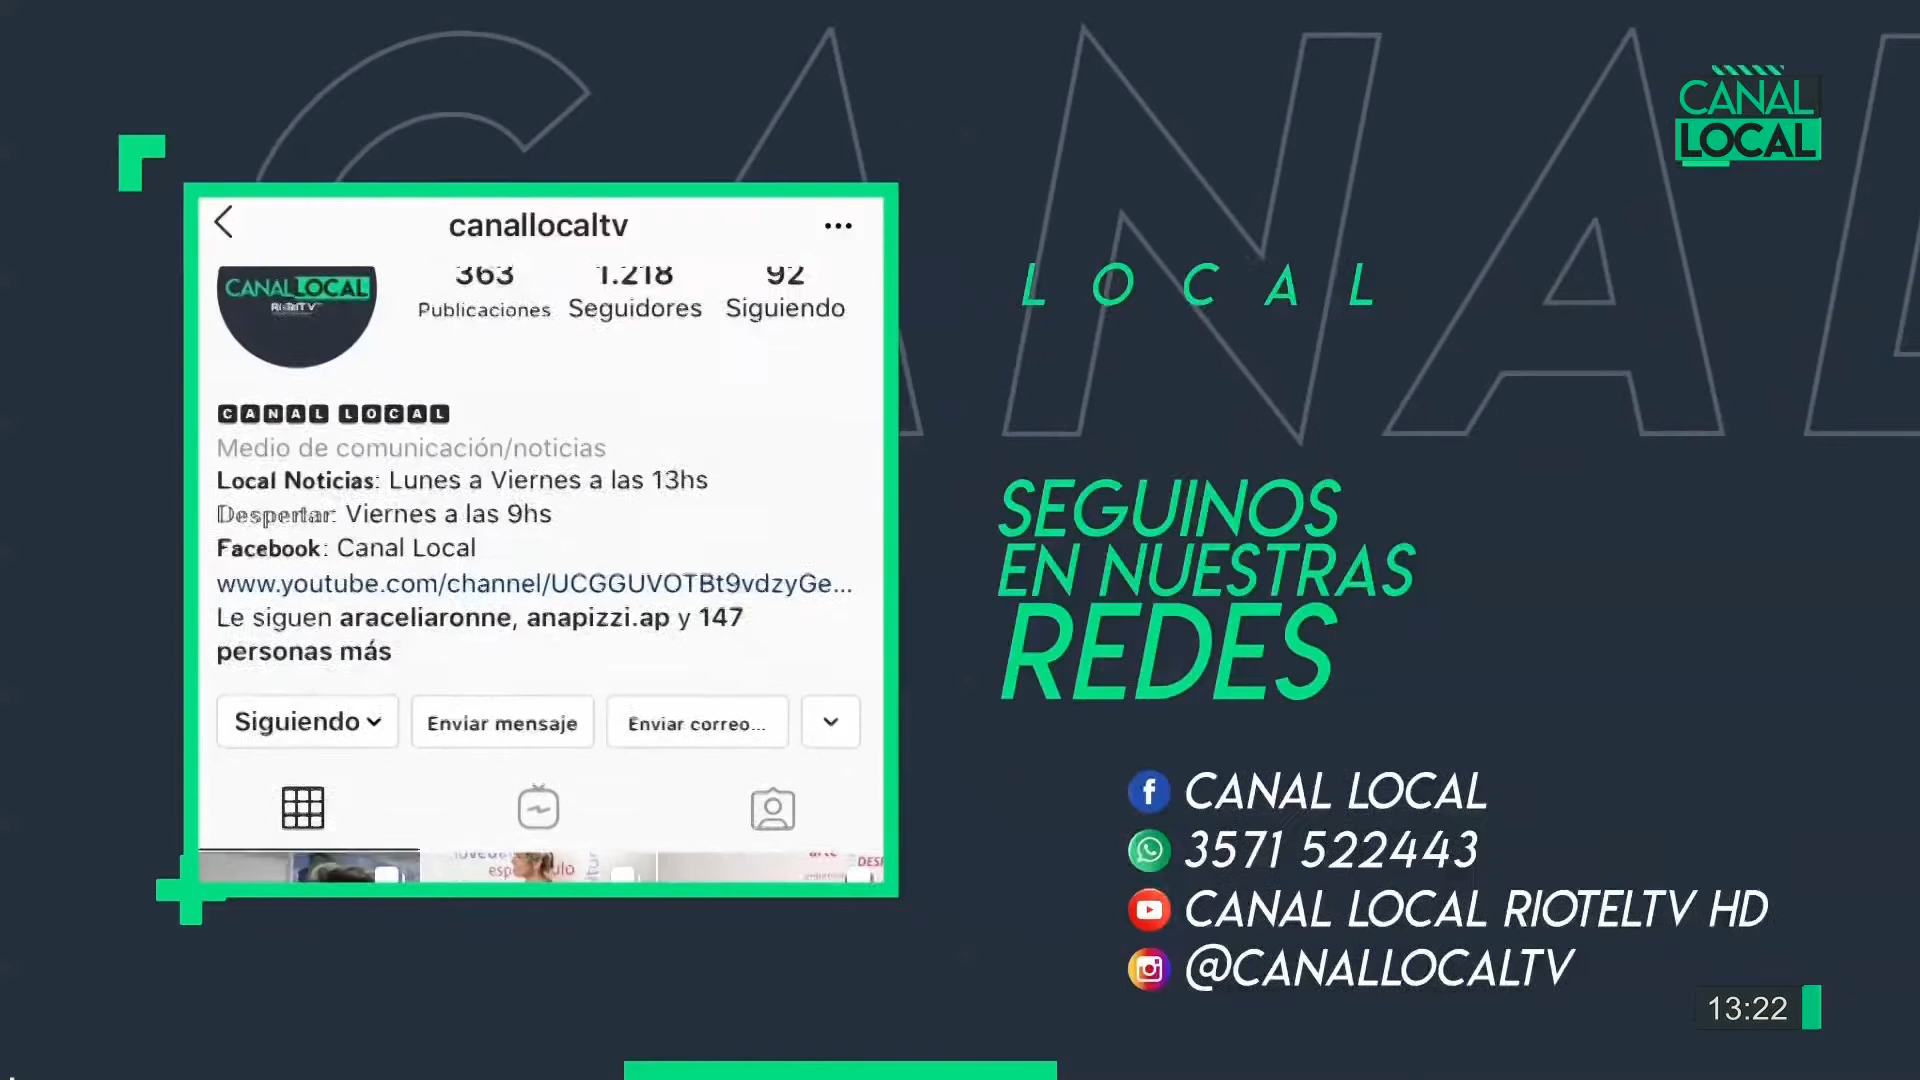 CANAL
CANAL
LOCAL
canallocaltv
363 1.218 92
Publicaciones Seguidores Siguiendo
CANAL LOCAL
RIOTELTV
CANAL LOCAL
Medio de comunicación/noticias
Local Noticias: Lunes a Viernes a las 13hs
Despertar: Viernes a las 9hs
Facebook: Canal Local
www.youtube.com/channel/UCGGUVOTBt9vdzyGe...
Le siguen araceliaronne, anapizzi.ap y 147
personas más
Siguiendo Enviar mensaje Enviar correo...
LOCAL
SEGUINOS
EN NUESTRAS
REDES
CANAL LOCAL
3571 522443
CANAL LOCAL RIOTELTV HD
@CANALLOCALTV
13:22